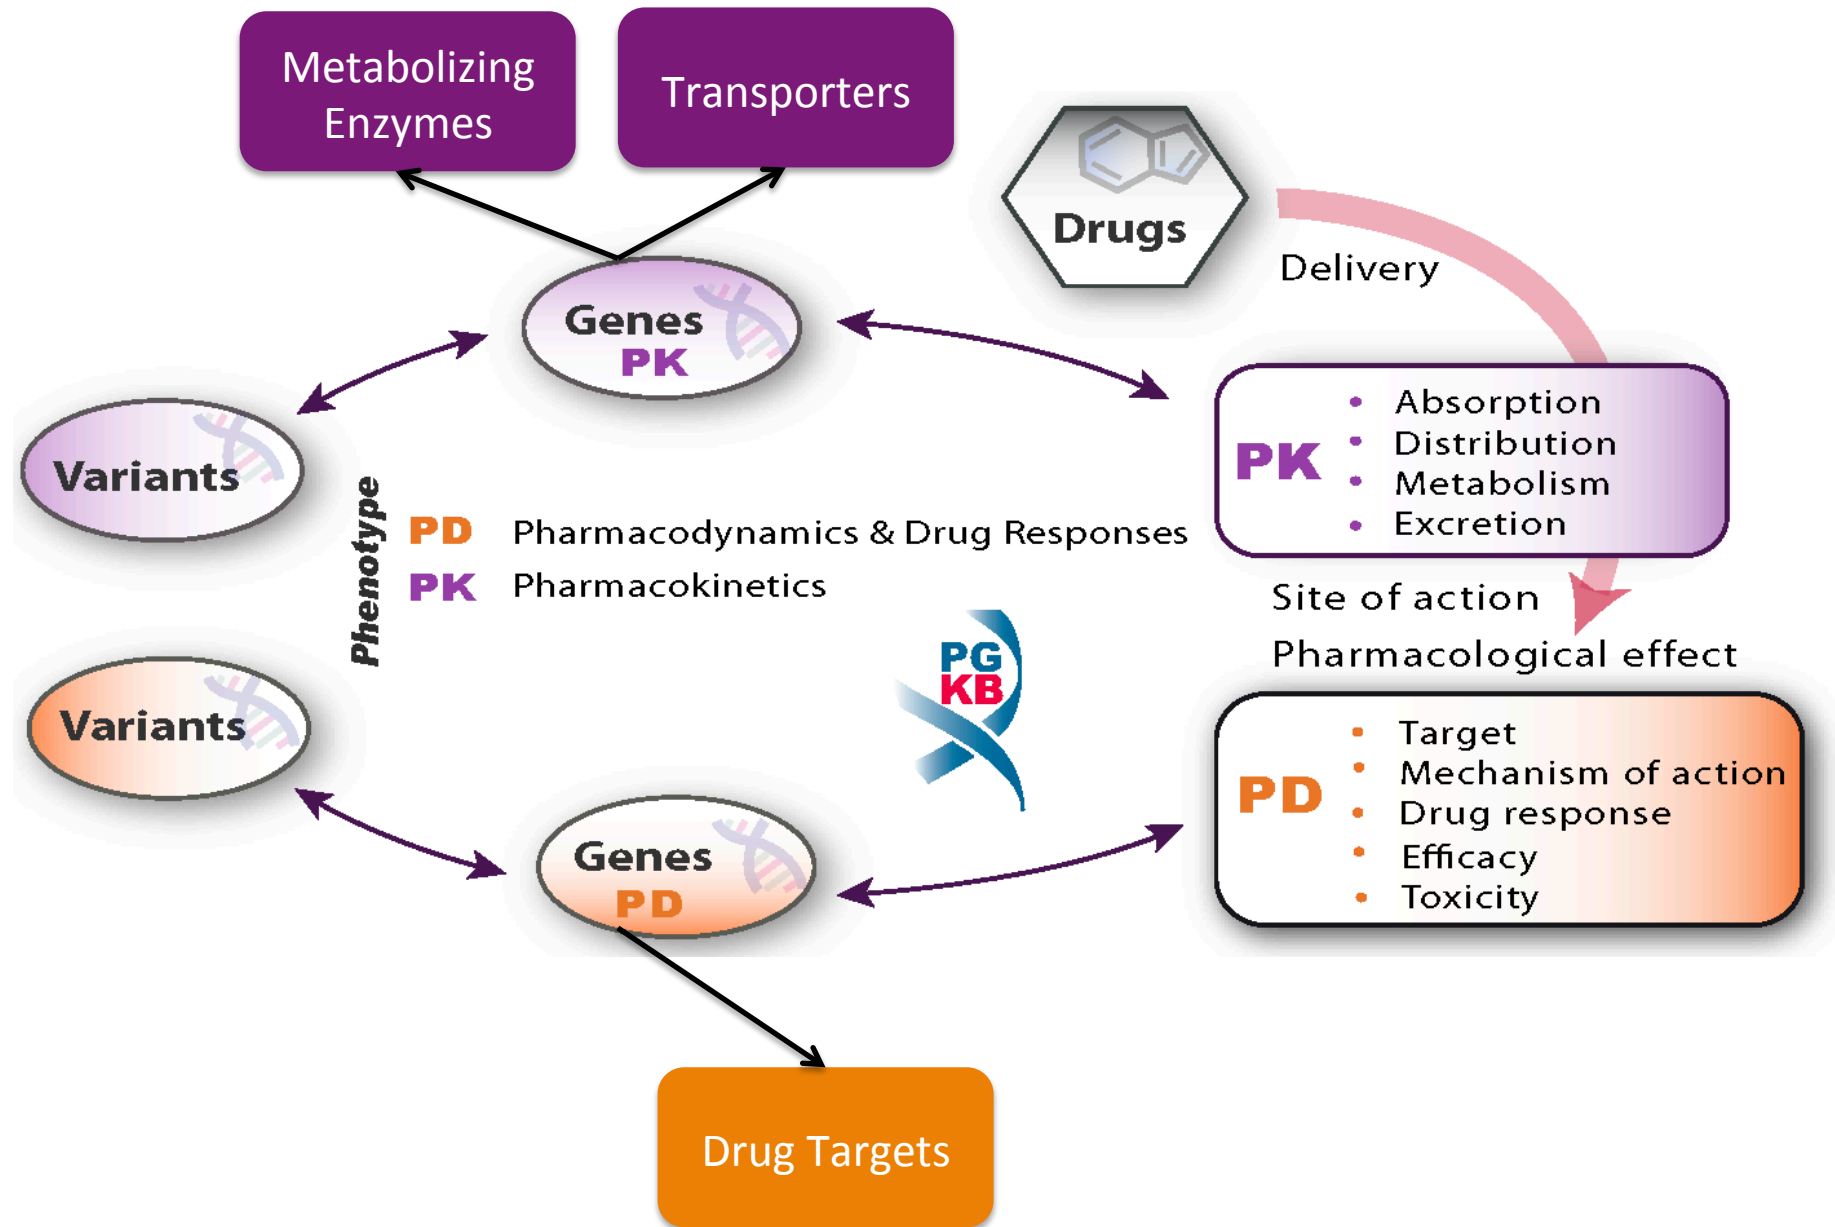 Metabolizing
Enzymes
Transporters
Drugs
Delivery
Genes
PK
Variants
PK
Absorption
Distribution
Metabolism
Excretion
Phenotype
PD Pharmacodynamics & Drug Responses
PK Pharmacokinetics
Site of action
Pharmacological effect
PG
KB
Variants
PD
Target
Mechanism of action
Drug response
Efficacy
Toxicity
Genes
PD
Drug Targets